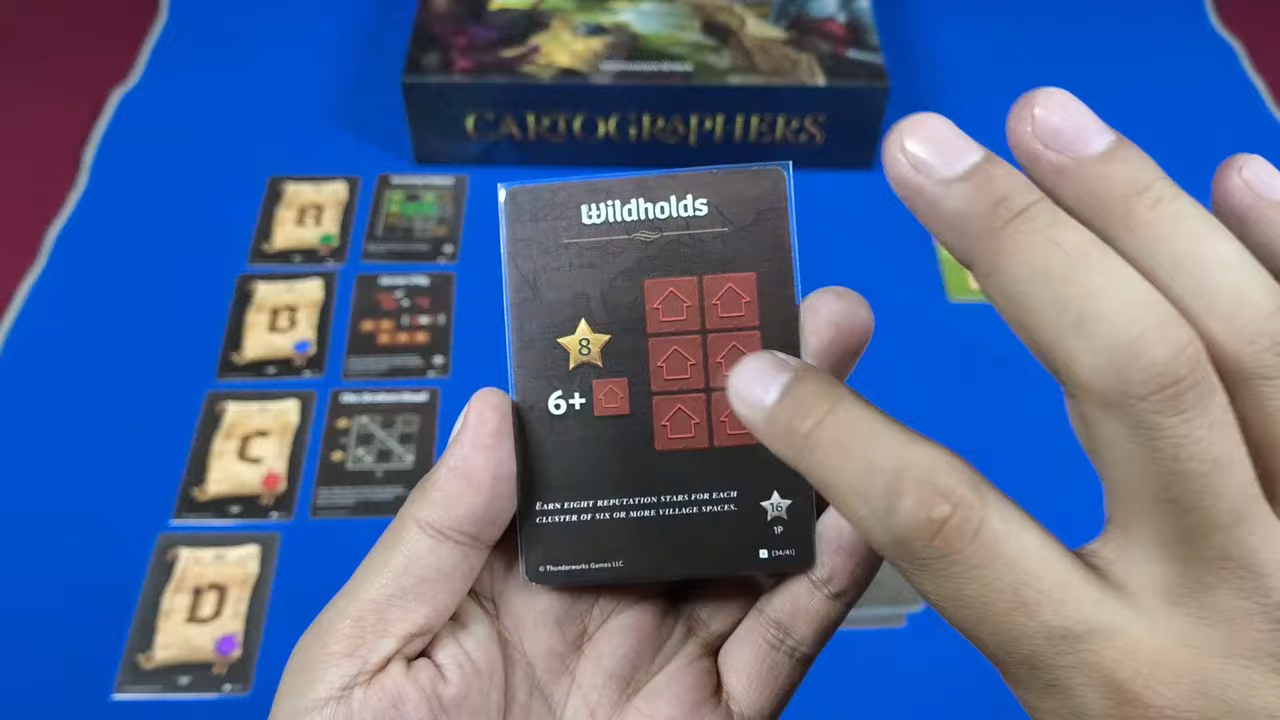 CARTOGRAPHERS
A
B
C
D
Wildholds
8
6+
EARN EIGHT REPUTATION STARS FOR EACH
CLUSTER OF SIX OR MORE VILLAGE SPACES.
16
1P
(34/41)
© Thunderworks Games LLC